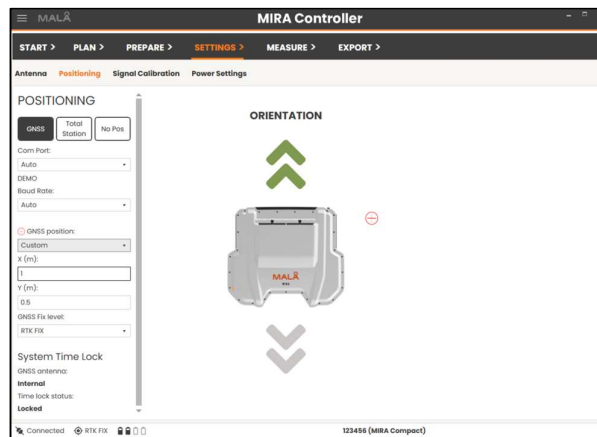 MALÅ
MIRA Controller
START >
PLAN >
PREPARE >
SETTINGS >
MEASURE >
EXPORT >
Antenna
Positioning
Signal Calibration
Power Settings
POSITIONING
GNSS
Total
Station
No Pos
Com Port:
Auto
DEMO
Baud Rate:
Auto
GNSS position:
Custom
X (m):
1
Y (m):
0.5
GNSS Fix level:
RTK FIX
System Time Lock
GNSS antenna:
Internal
Time lock status:
Locked
ORIENTATION
MALÅ
Connected
RTK FIX
123456 (MIRA Compact)